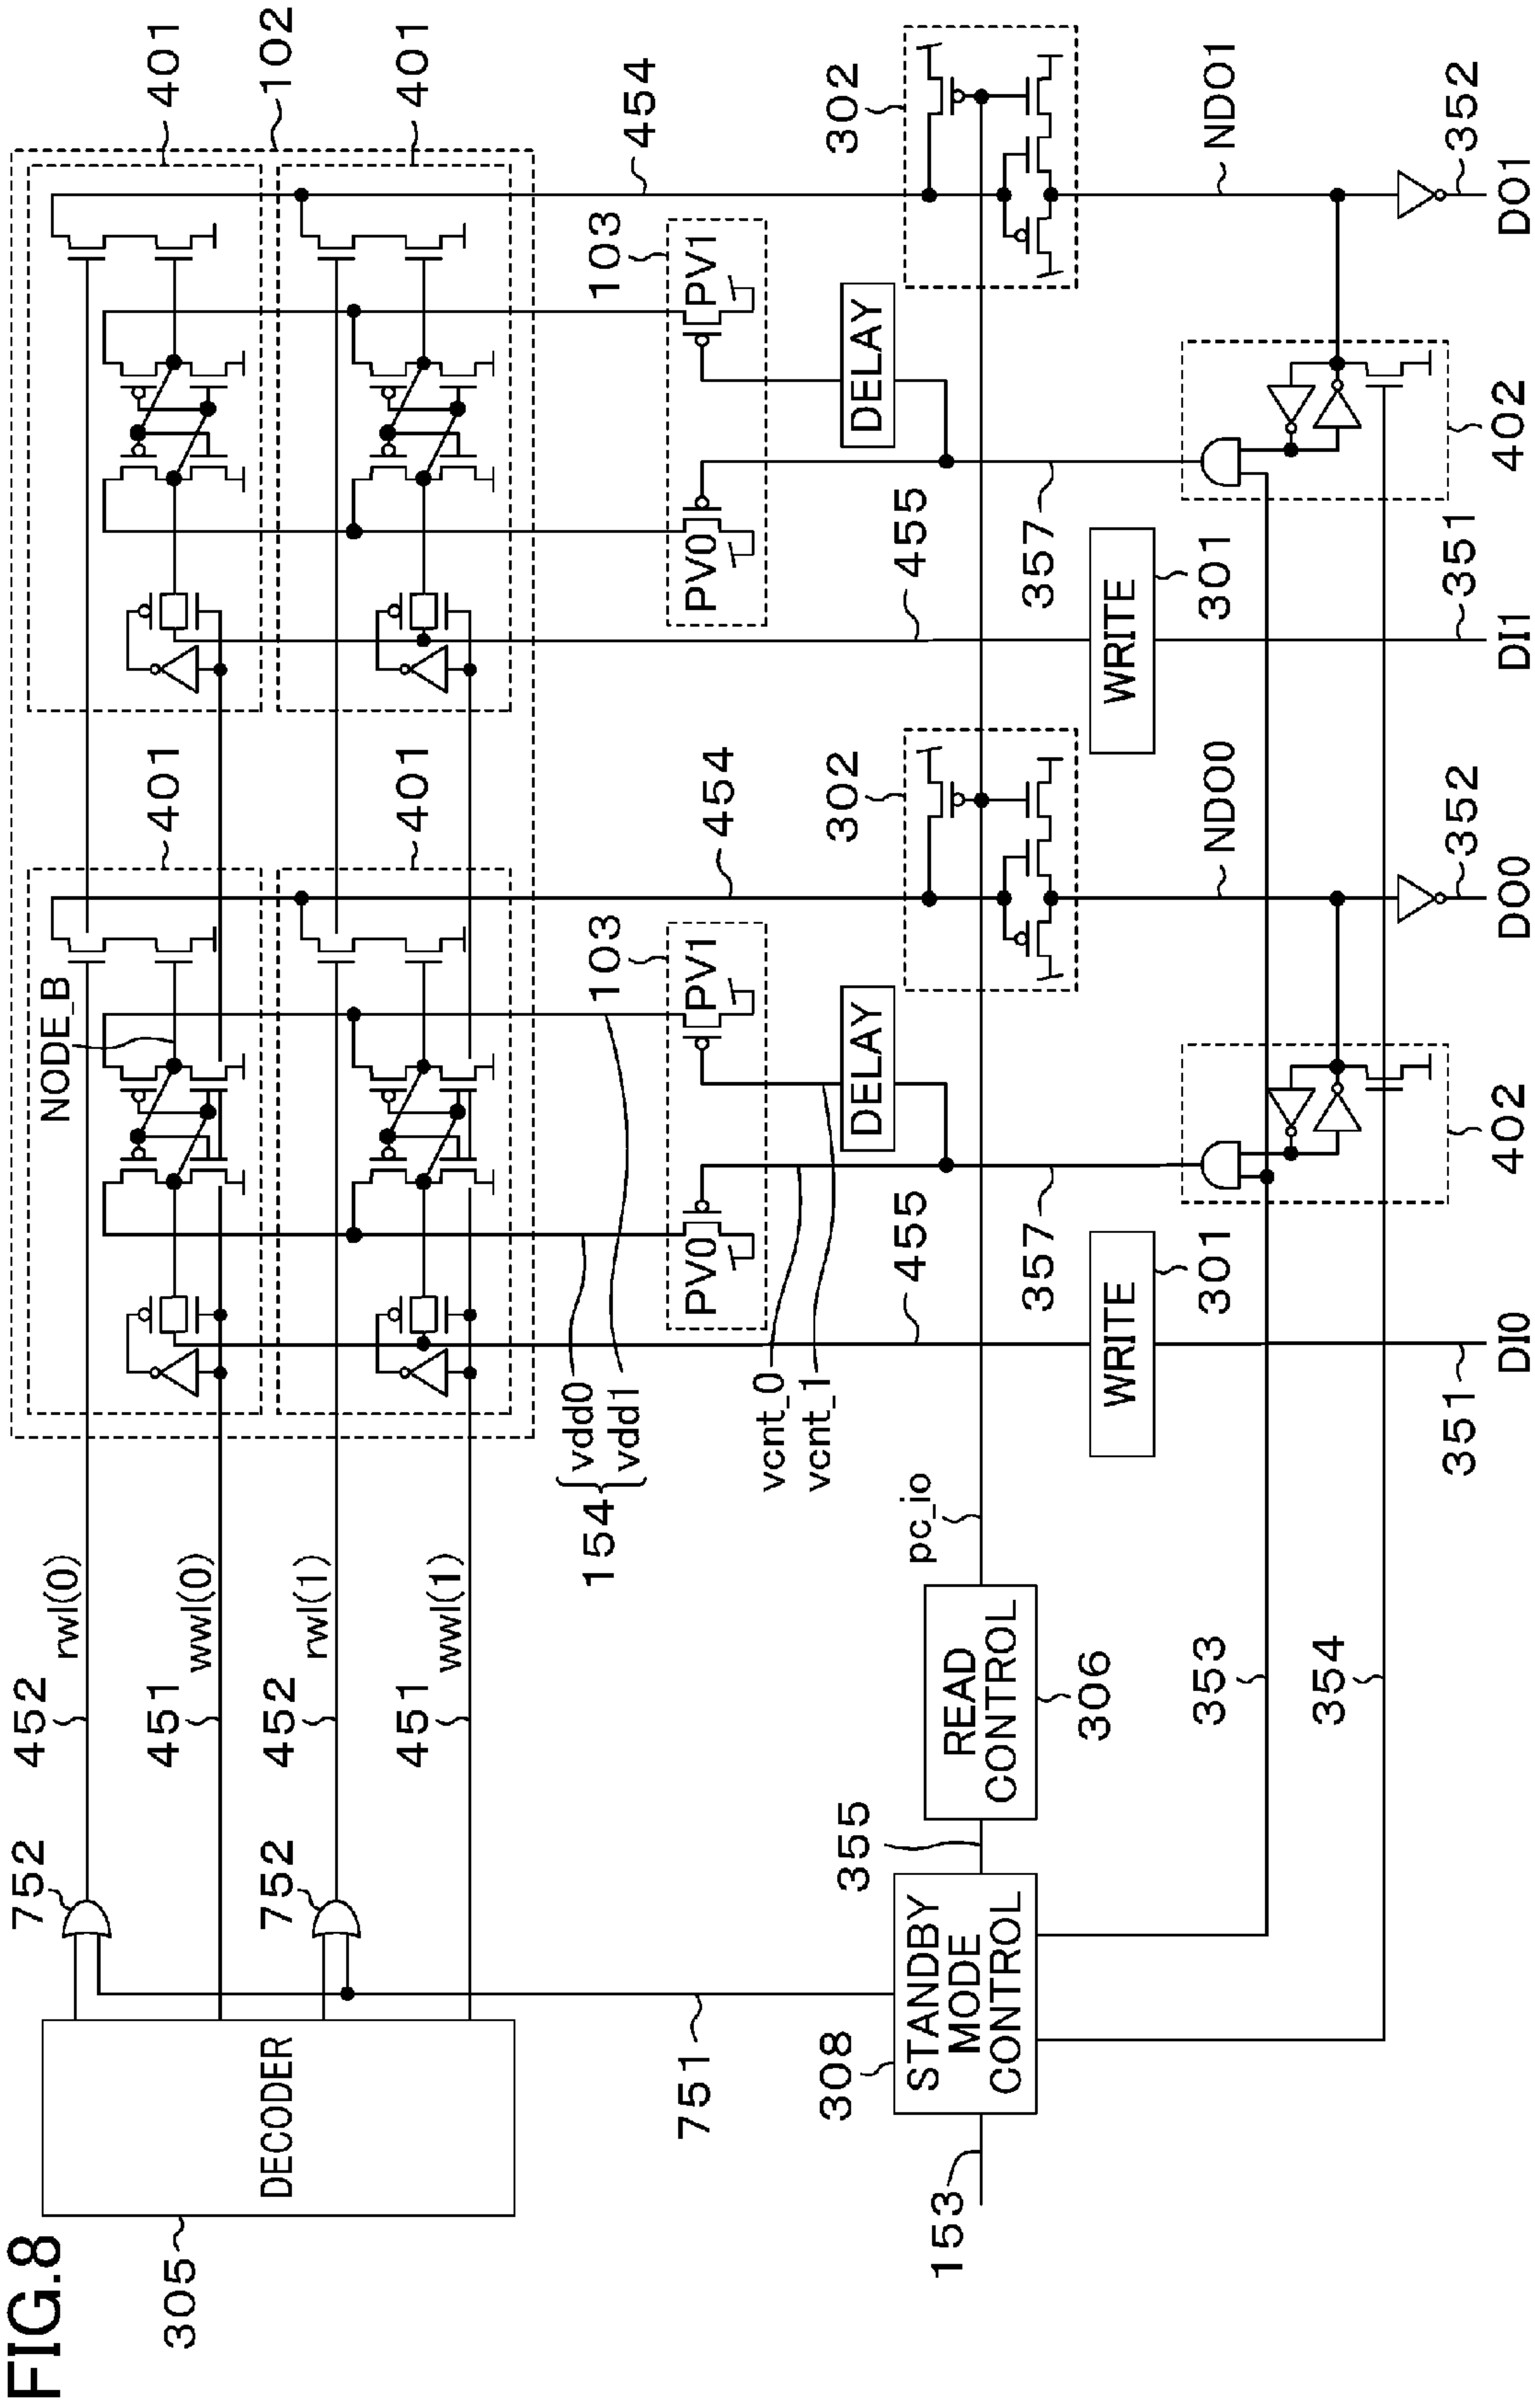 FIG.8
305
DECODER
752
752
452
rwl(0)
451
wwl(0)
452
rwl(1)
451
wwl(1)
NODE_B
401
401
401
102
401
154
vdd0
vdd1
vcnt_0
vcnt_1
103
PV0
PV1
454
103
PV0
PV1
454
751
153
308
STANDBY
MODE
CONTROL
355
READ
CONTROL
306
pc_io
DELAY
302
DELAY
302
455
357
455
357
353
354
WRITE
301
NDO0
WRITE
301
NDO1
402
402
351
352
351
352
DI0
DO0
DI1
DO1